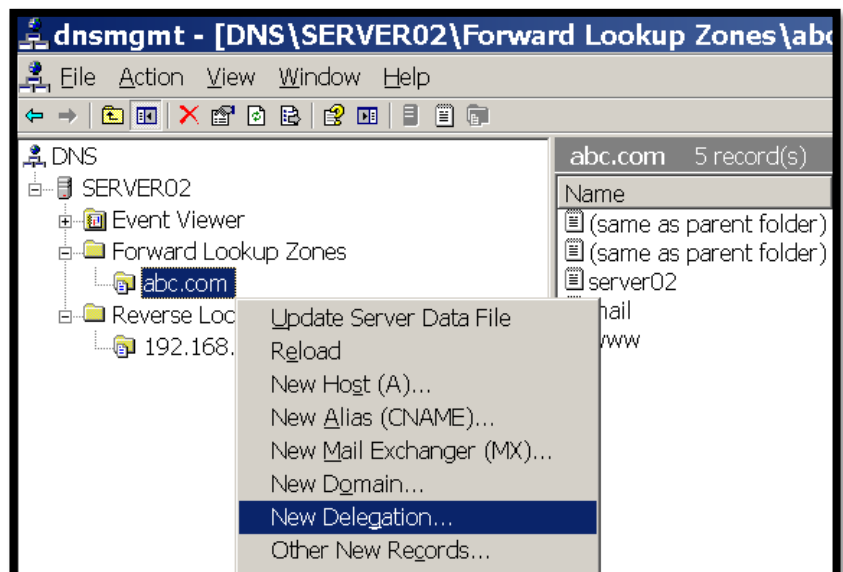 dnsmgmt - [DNS\SERVER02\Forward Lookup Zones\abc
File Action View Window Help
DNS
SERVER02
Event Viewer
Forward Lookup Zones
abc.com
Reverse Loo
192.168.
abc.com 5 record(s)
Name
(same as parent folder)
(same as parent folder)
server02
mail
www
Update Server Data File
Reload
New Host (A)...
New Alias (CNAME)...
New Mail Exchanger (MX)...
New Domain...
New Delegation...
Other New Records...